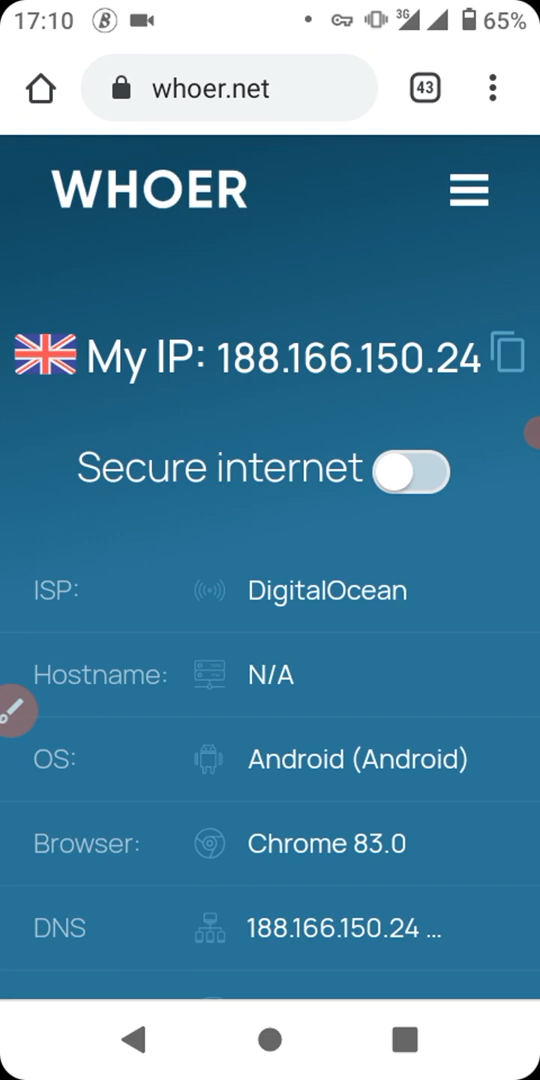 17:10 3G 65%
whoer.net 43
WHOER
My IP: 188.166.150.24
Secure internet
ISP: DigitalOcean
Hostname: N/A
OS: Android (Android)
Browser: Chrome 83.0
DNS 188.166.150.24 ...